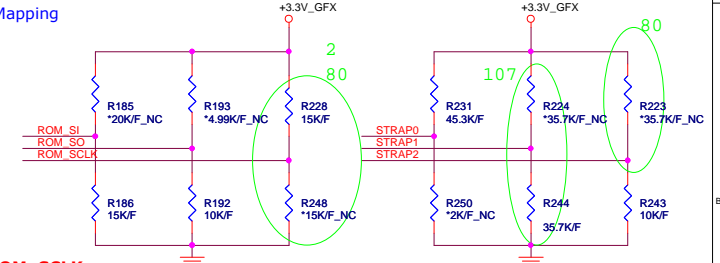 Mapping
+3.3V_GFX
+3.3V_GFX
2
80
107
80
R185
*20K/F_NC
R193
*4.99K/F_NC
R228
15K/F
R231
45.3K/F
R224
*35.7K/F_NC
R223
*35.7K/F_NC
ROM_SI
ROM_SO
ROM_SCLK
STRAP0
STRAP1
STRAP2
R186
15K/F
R192
10K/F
R248
*15K/F_NC
R250
*2K/F_NC
R244
35.7K/F
R243
10K/F
B